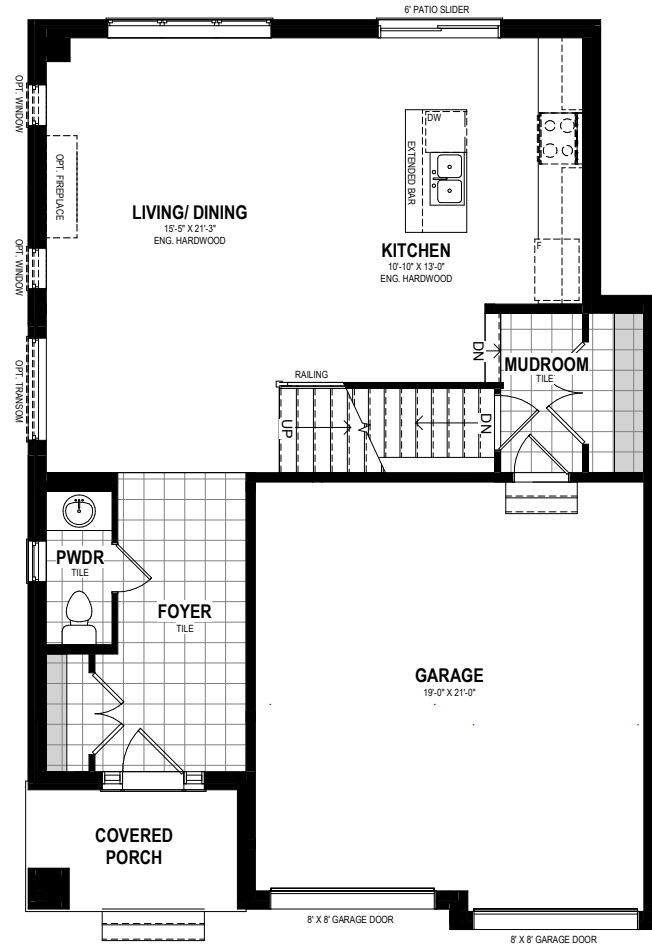 6' PATIO SLIDER
OPT. WINDOW
DW
EXTENDED BAR
OPT. FIREPLACE
LIVING/ DINING
15'-5" X 21'-3"
ENG. HARDWOOD
KITCHEN
10'-10" X 13'-0"
ENG. HARDWOOD
F
OPT. WINDOW
OPT. TRANSOM
DN
MUDROOM
TILE
RAILING
UP
DN
PWDR
TILE
FOYER
TILE
GARAGE
19'-0" X 21'-0"
COVERED
PORCH
8' X 8' GARAGE DOOR
8' X 8' GARAGE DOOR